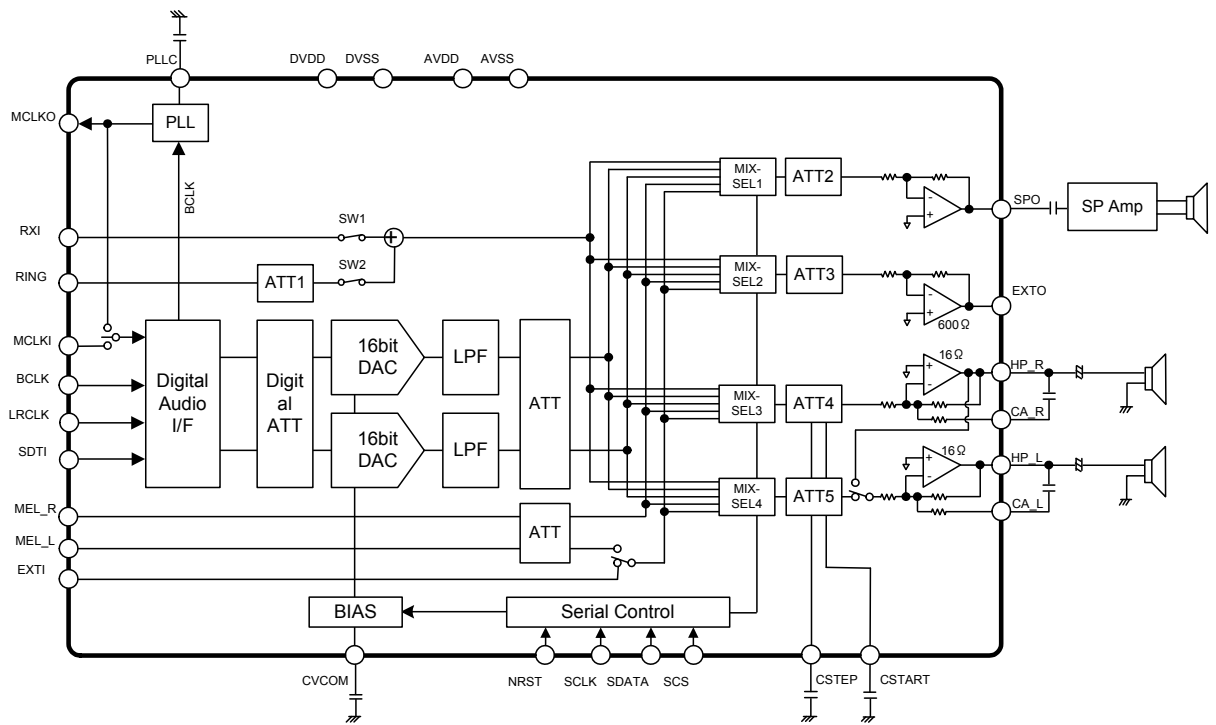 PLLC
DVDD
DVSS
AVDD
AVSS
MCLKO
PLL
BCLK
MIX-
SEL1
ATT2
SPO
SP Amp
RXI
SW1
RING
ATT1
SW2
MIX-
SEL2
ATT3
EXTO
600Ω
MCLKI
BCLK
LRCLK
SDTI
Digital
Audio
I/F
Digit
al
ATT
16bit
DAC
LPF
16bit
DAC
LPF
ATT
MIX-
SEL3
ATT4
16Ω
HP_R
CA_R
MIX-
SEL4
ATT5
16Ω
HP_L
CA_L
MEL_R
MEL_L
EXTI
ATT
BIAS
Serial Control
CVCOM
NRST
SCLK
SDATA
SCS
CSTEP
CSTART